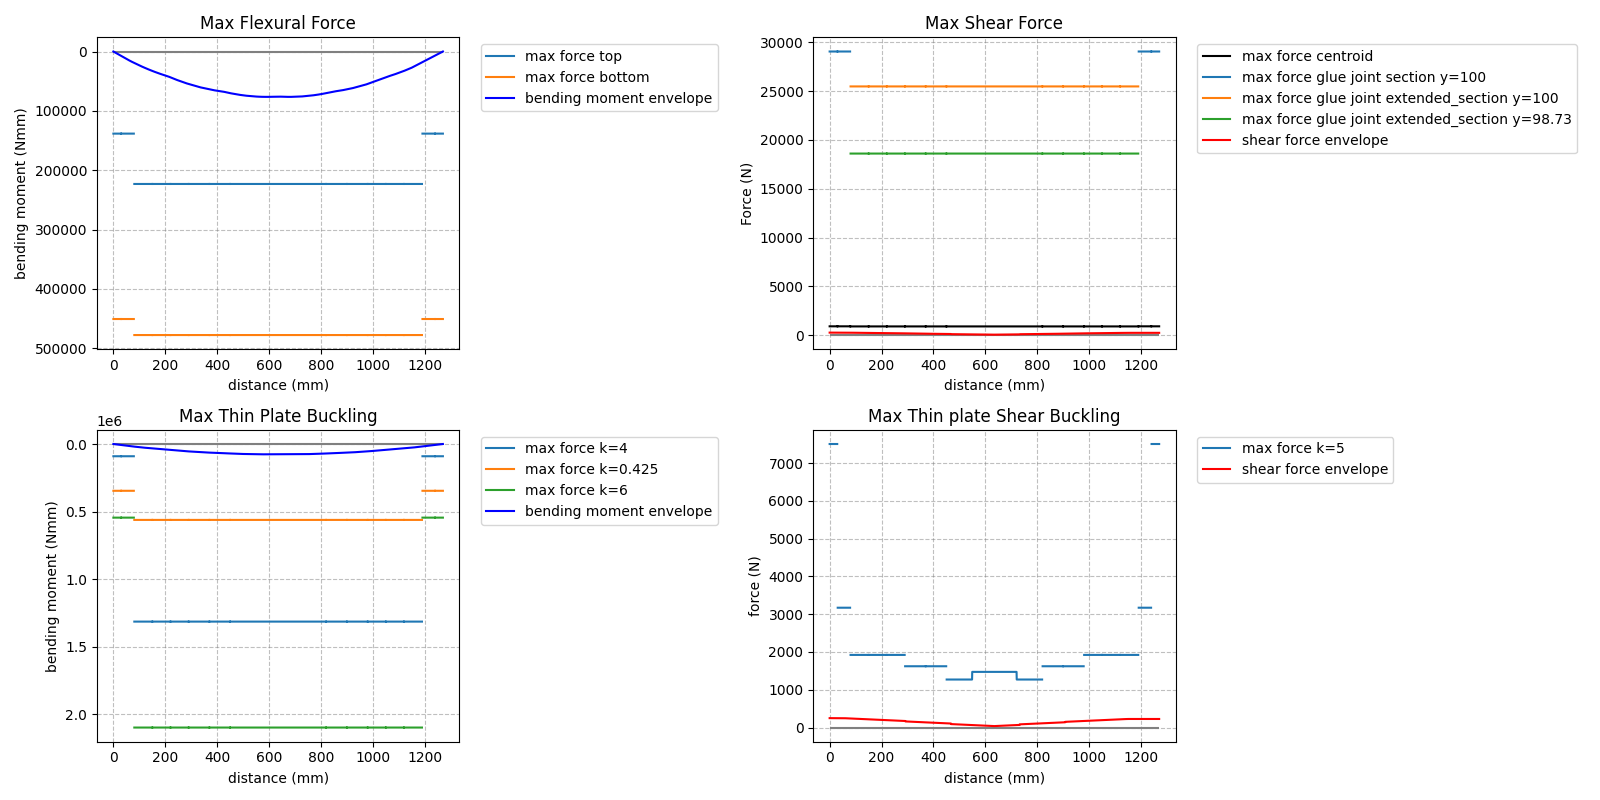 Max Flexural Force
0
100000
200000
300000
400000
500000
bending moment (Nmm)
0
200
400
600
800
1000
1200
distance (mm)
max force top
max force bottom
bending moment envelope
Max Shear Force
30000
25000
20000
15000
10000
5000
0
Force (N)
0
200
400
600
800
1000
1200
distance (mm)
max force centroid
max force glue joint section y=100
max force glue joint extended_section y=100
max force glue joint extended_section y=98.73
shear force envelope
Max Thin Plate Buckling
1e6
0.0
0.5
1.0
1.5
2.0
bending moment (Nmm)
0
200
400
600
800
1000
1200
distance (mm)
max force k=4
max force k=0.425
max force k=6
bending moment envelope
Max Thin plate Shear Buckling
7000
6000
5000
4000
3000
2000
1000
0
force (N)
0
200
400
600
800
1000
1200
distance (mm)
max force k=5
shear force envelope